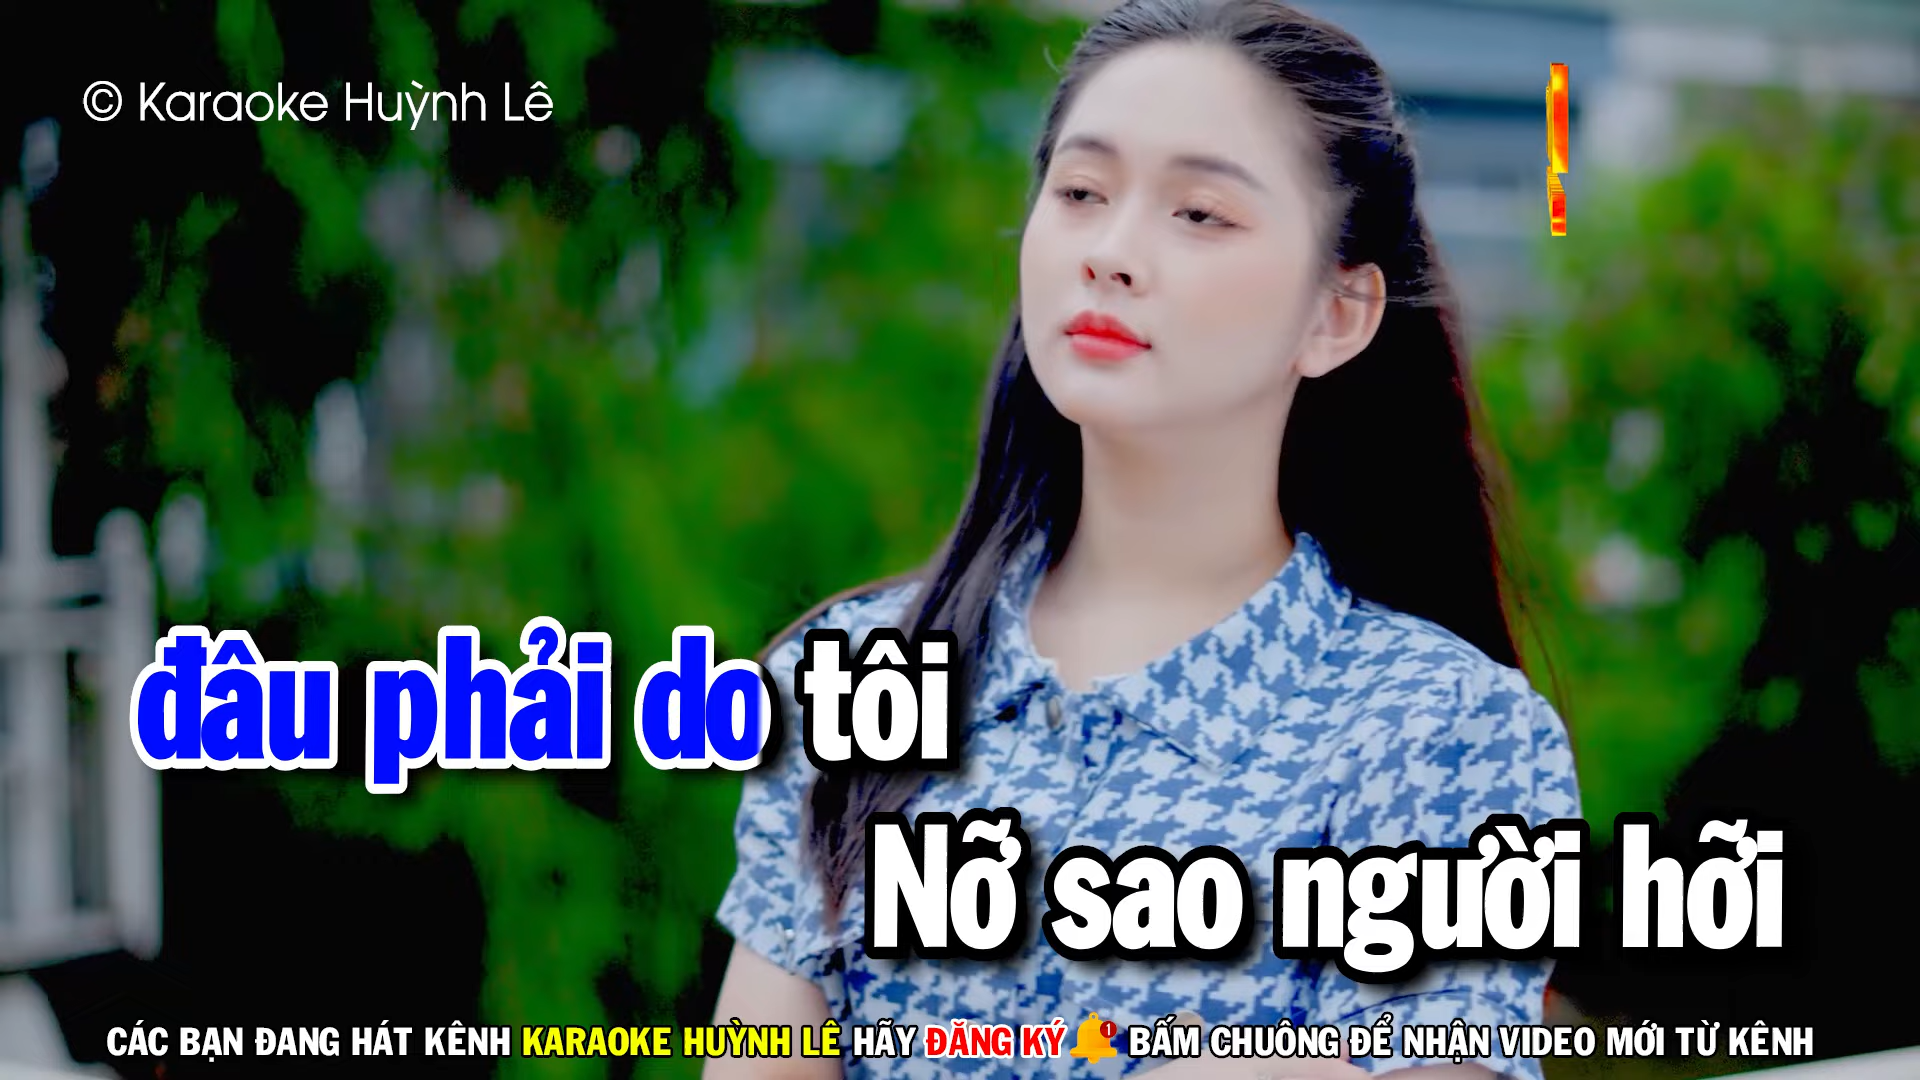 © Karaoke Huỳnh Lê
đâu phải do tôi
Nỡ sao người hỡi
CÁC BẠN ĐANG HÁT KÊNH KARAOKE HUỲNH LÊ HÃY ĐĂNG KÝ 1 BẤM CHUÔNG ĐỂ NHẬN VIDEO MỚI TỪ KÊNH